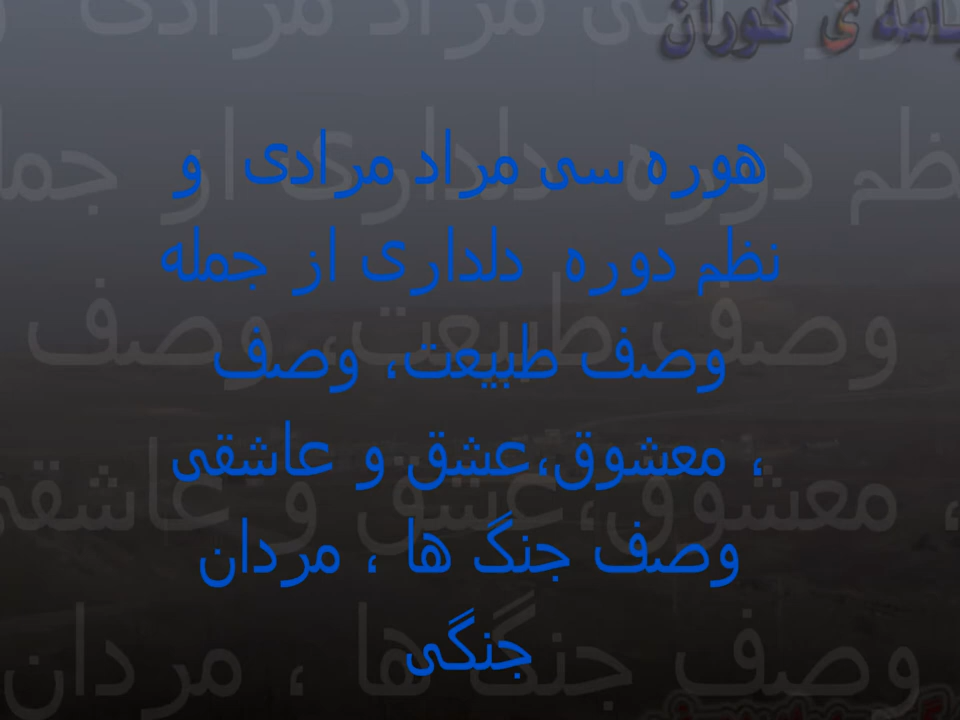 هوره سی مراد مرادی و
نظم دوره دلداری از جمله
وصف طبیعت، وصف
، معشوق،عشق و عاشقی
وصف جنگ ها ، مردان
جنگی